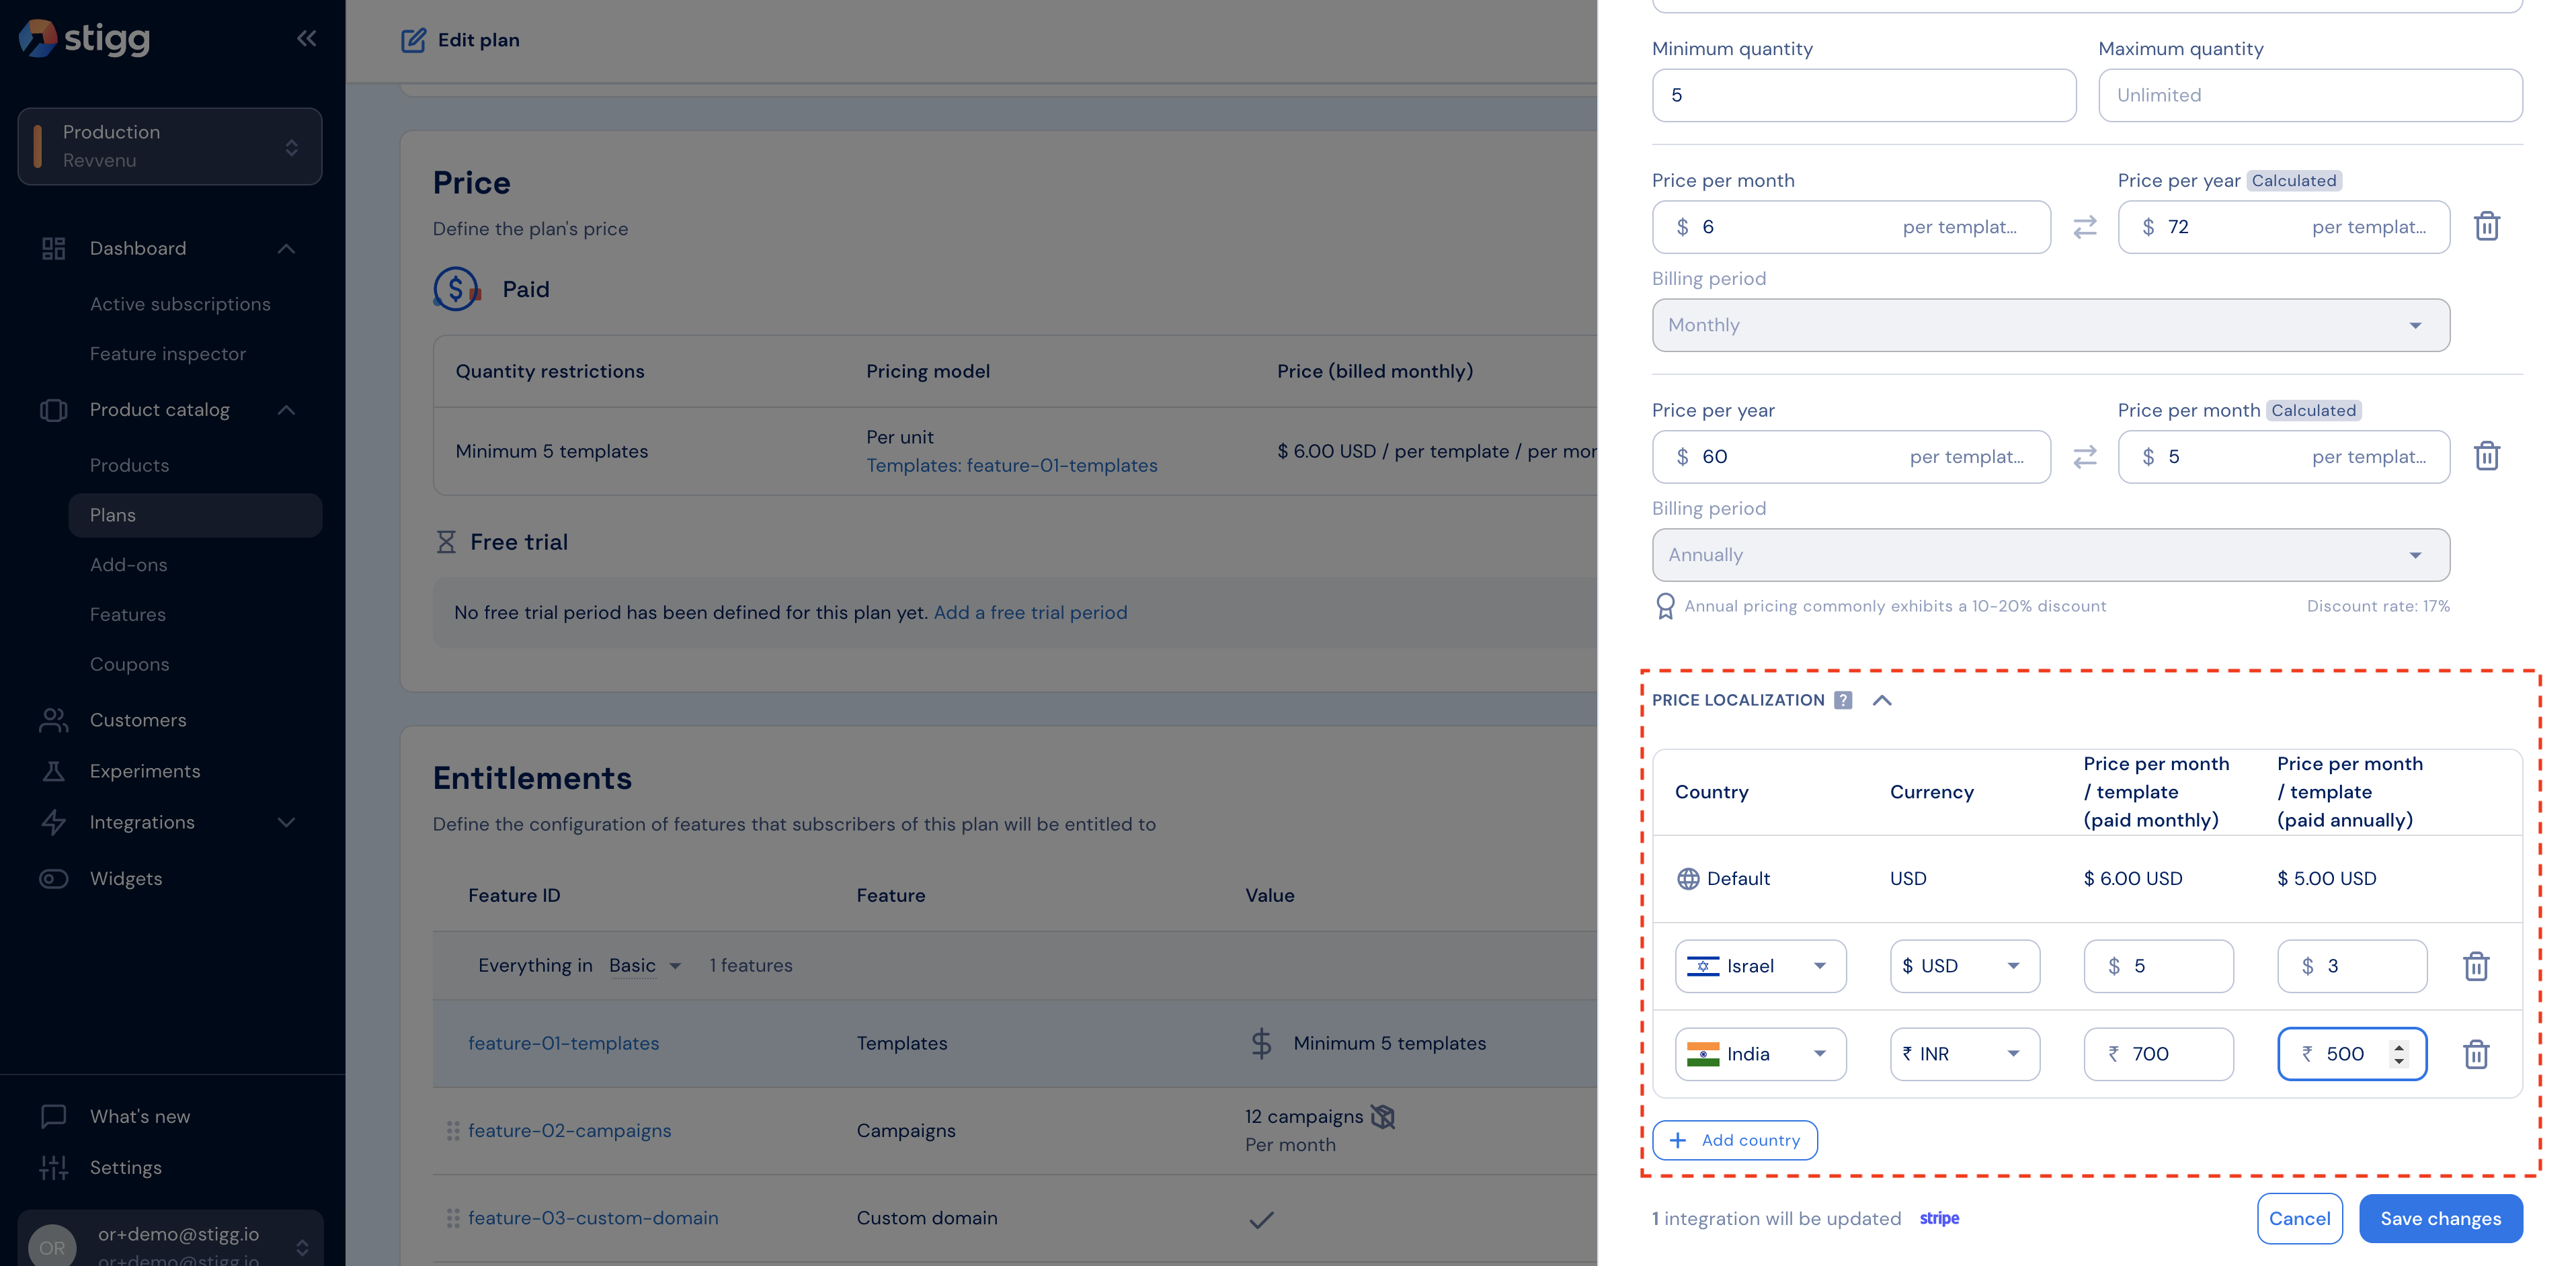 stigg
Production
Revvenu
Dashboard
Active subscriptions
Feature inspector
Product catalog
Products
Plans
Add-ons
Features
Coupons
Customers
Experiments
Integrations
Widgets
What's new
Settings
OR
or+demo@stigg.io
or+demo@stigg.io
Edit plan
Price
Define the plan's price
$ Paid
Quantity restrictions Pricing model Price (billed monthly)
Minimum 5 templates Per unit $ 6.00 USD / per template / per mor
Templates: feature-01-templates
Free trial
No free trial period has been defined for this plan yet. Add a free trial period
Entitlements
Define the configuration of features that subscribers of this plan will be entitled to
Feature ID Feature Value
Everything in Basic 1 features
feature-01-templates Templates $ Minimum 5 templates
feature-02-campaigns Campaigns 12 campaigns
Per month
feature-03-custom-domain Custom domain
Minimum quantity Maximum quantity
5 Unlimited
Price per month Price per year Calculated
$ 6 per templat... $ 72 per templat...
Billing period
Monthly
Price per year Price per month Calculated
$ 60 per templat... $ 5 per templat...
Billing period
Annually
Annual pricing commonly exhibits a 10-20% discount Discount rate: 17%
PRICE LOCALIZATION ?
Country Currency Price per month / template (paid monthly) Price per month / template (paid annually)
Default USD $ 6.00 USD $ 5.00 USD
Israel $ USD $ 5 $ 3
India ₹ INR ₹ 700 ₹ 500
+ Add country
1 integration will be updated stripe
Cancel Save changes